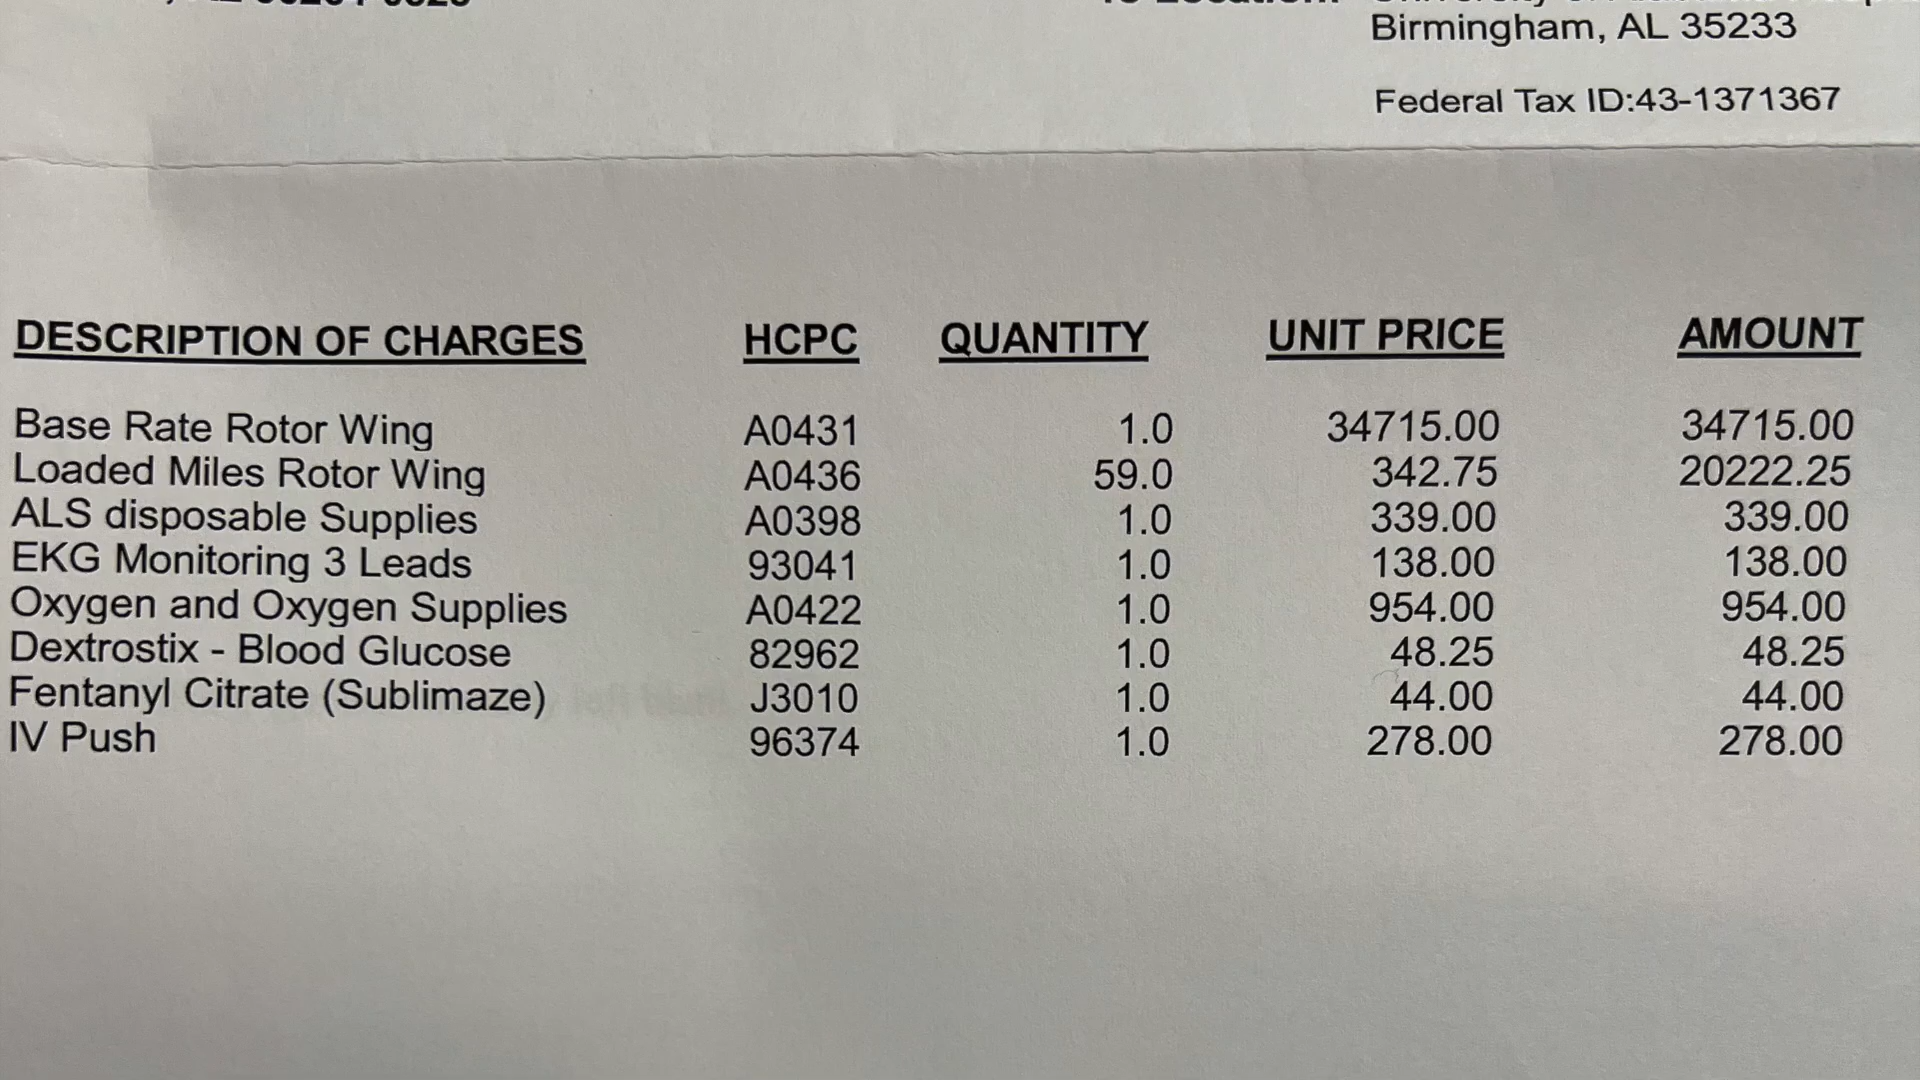 Birmingham, AL 35233
Federal Tax ID:43-1371367
DESCRIPTION OF CHARGES HCPC QUANTITY UNIT PRICE AMOUNT
Base Rate Rotor Wing A0431 1.0 34715.00 34715.00
Loaded Miles Rotor Wing A0436 59.0 342.75 20222.25
ALS disposable Supplies A0398 1.0 339.00 339.00
EKG Monitoring 3 Leads 93041 1.0 138.00 138.00
Oxygen and Oxygen Supplies A0422 1.0 954.00 954.00
Dextrostix - Blood Glucose 82962 1.0 48.25 48.25
Fentanyl Citrate (Sublimaze) J3010 1.0 44.00 44.00
IV Push 96374 1.0 278.00 278.00